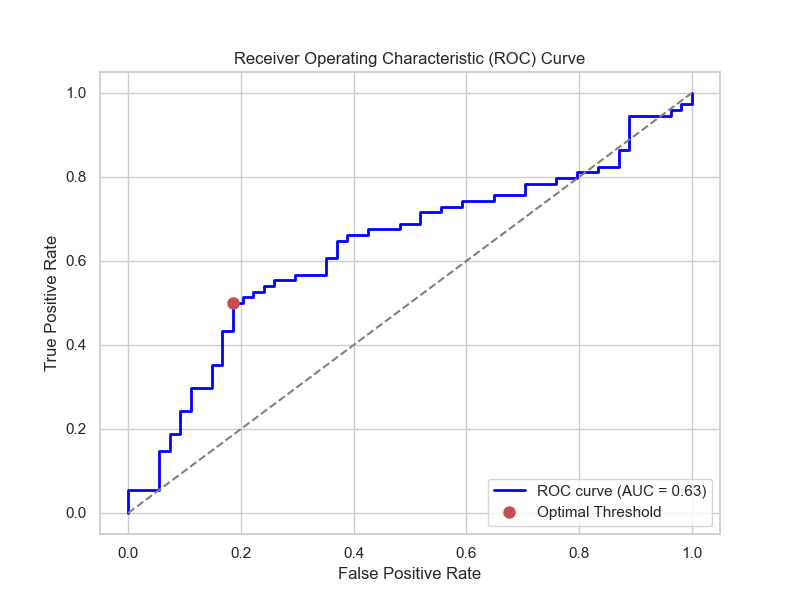 Receiver Operating Characteristic (ROC) Curve
True Positive Rate
1.0
0.8
0.6
0.4
0.2
0.0
0.0 0.2 0.4 0.6 0.8 1.0
False Positive Rate
ROC curve (AUC = 0.63)
Optimal Threshold